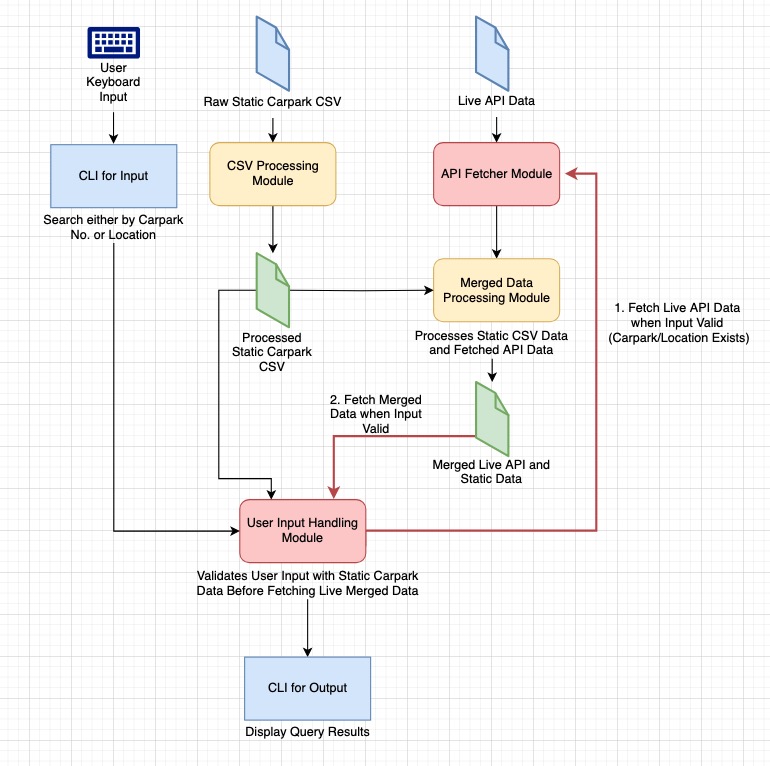 User
Keyboard
Input
Raw Static Carpark CSV
Live API Data
CLI for Input
CSV Processing
Module
API Fetcher Module
Search either by Carpark
No. or Location
Merged Data
Processing Module
1. Fetch Live API Data
when Input Valid
(Carpark/Location Exists)
Processed
Static Carpark
CSV
Processes Static CSV Data
and Fetched API Data
2. Fetch Merged
Data when Input
Valid
Merged Live API and
Static Data
User Input Handling
Module
Validates User Input with Static Carpark
Data Before Fetching Live Merged Data
CLI for Output
Display Query Results